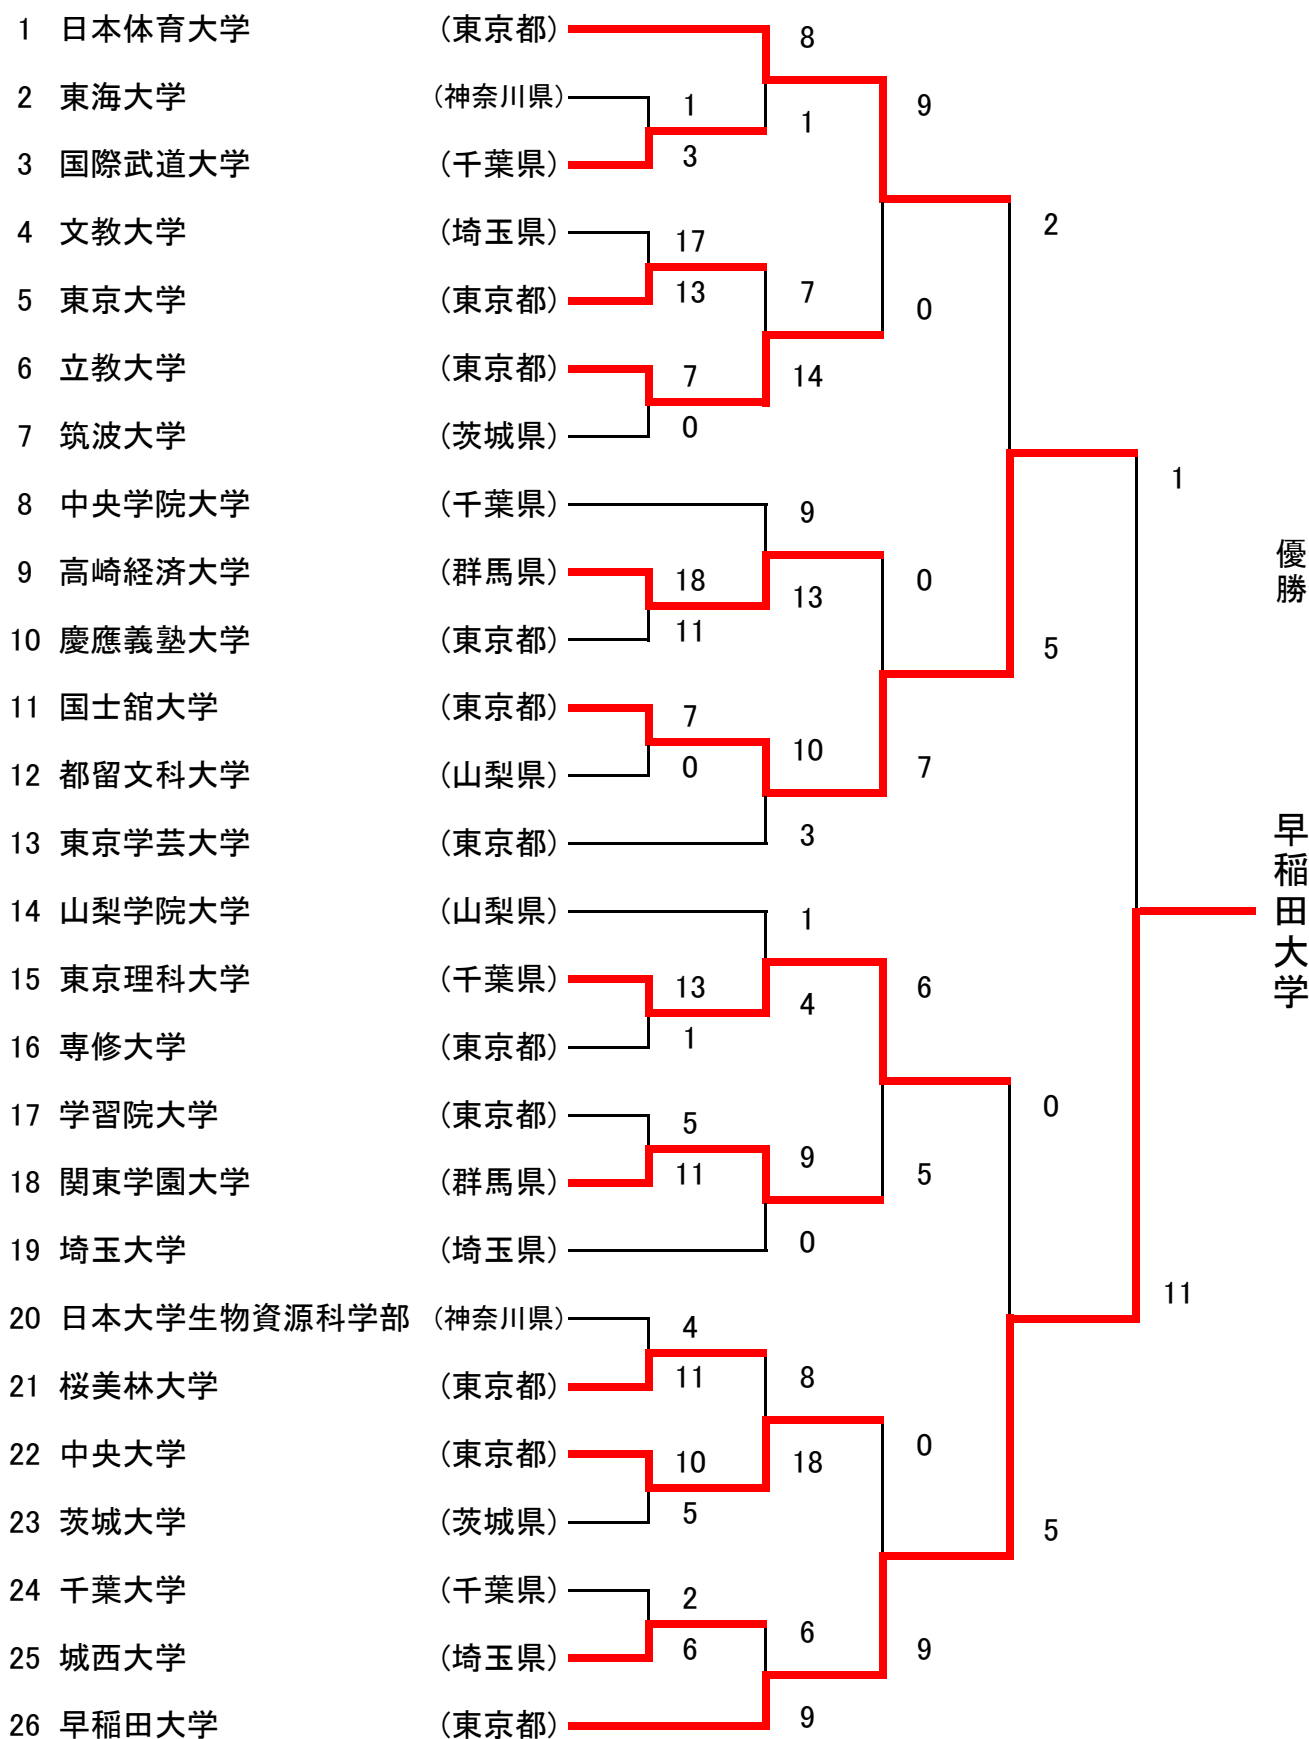 1 日本体育大学 (東京都) 8
2 東海大学 (神奈川県) 1 9
1
3 国際武道大学 (千葉県) 3
4 文教大学 (埼玉県) 17 2
5 東京大学 (東京都) 13 7 0
6 立教大学 (東京都) 7 14
7 筑波大学 (茨城県) 0
1
8 中央学院大学 (千葉県) 9
9 高崎経済大学 (群馬県) 18 13 0
10 慶應義塾大学 (東京都) 11 5
11 国士舘大学 (東京都) 7
12 都留文科大学 (山梨県) 0 10 7
13 東京学芸大学 (東京都) 3
14 山梨学院大学 (山梨県) 1
15 東京理科大学 (千葉県) 13 4 6
16 専修大学 (東京都) 1
17 学習院大学 (東京都) 5 0
18 関東学園大学 (群馬県) 11 9 5
19 埼玉大学 (埼玉県) 0
11
20 日本大学生物資源科学部 (神奈川県) 4
21 桜美林大学 (東京都) 11 8
22 中央大学 (東京都) 10 18 0
23 茨城大学 (茨城県) 5 5
24 千葉大学 (千葉県) 2
25 城西大学 (埼玉県) 6 6 9
26 早稲田大学 (東京都) 9
優勝
早稲田大学